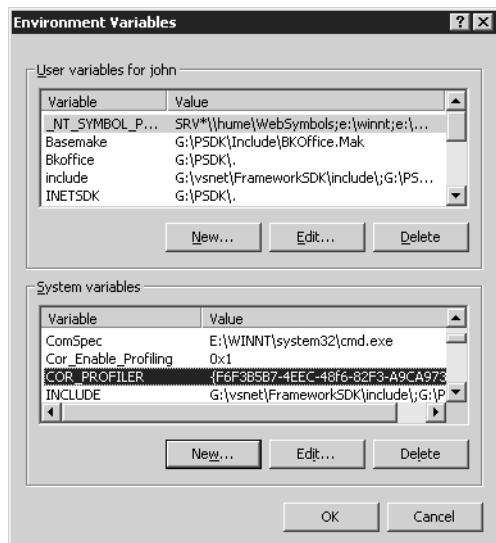 Environment Variables
User variables for john
Variable Value
_NT_SYMBOL_P... SRV*\\hume\WebSymbols;e:\winnt;e:\...
Basemake G:\PSDK\Include\BKOffice.Mak
Bkoffice G:\PSDK\.
include G:\vsnet\FrameworkSDK\include\;G:\PS...
INETSDK G:\PSDK\.
New... Edit... Delete
System variables
Variable Value
ComSpec E:\WINNT\system32\cmd.exe
Cor_Enable_Profiling 0x1
COR_PROFILER {F6F3B5B7-4EEC-48f6-82F3-A9CA973
INCLUDE G:\vsnet\FrameworkSDK\include\;G:\P
New... Edit... Delete
OK Cancel